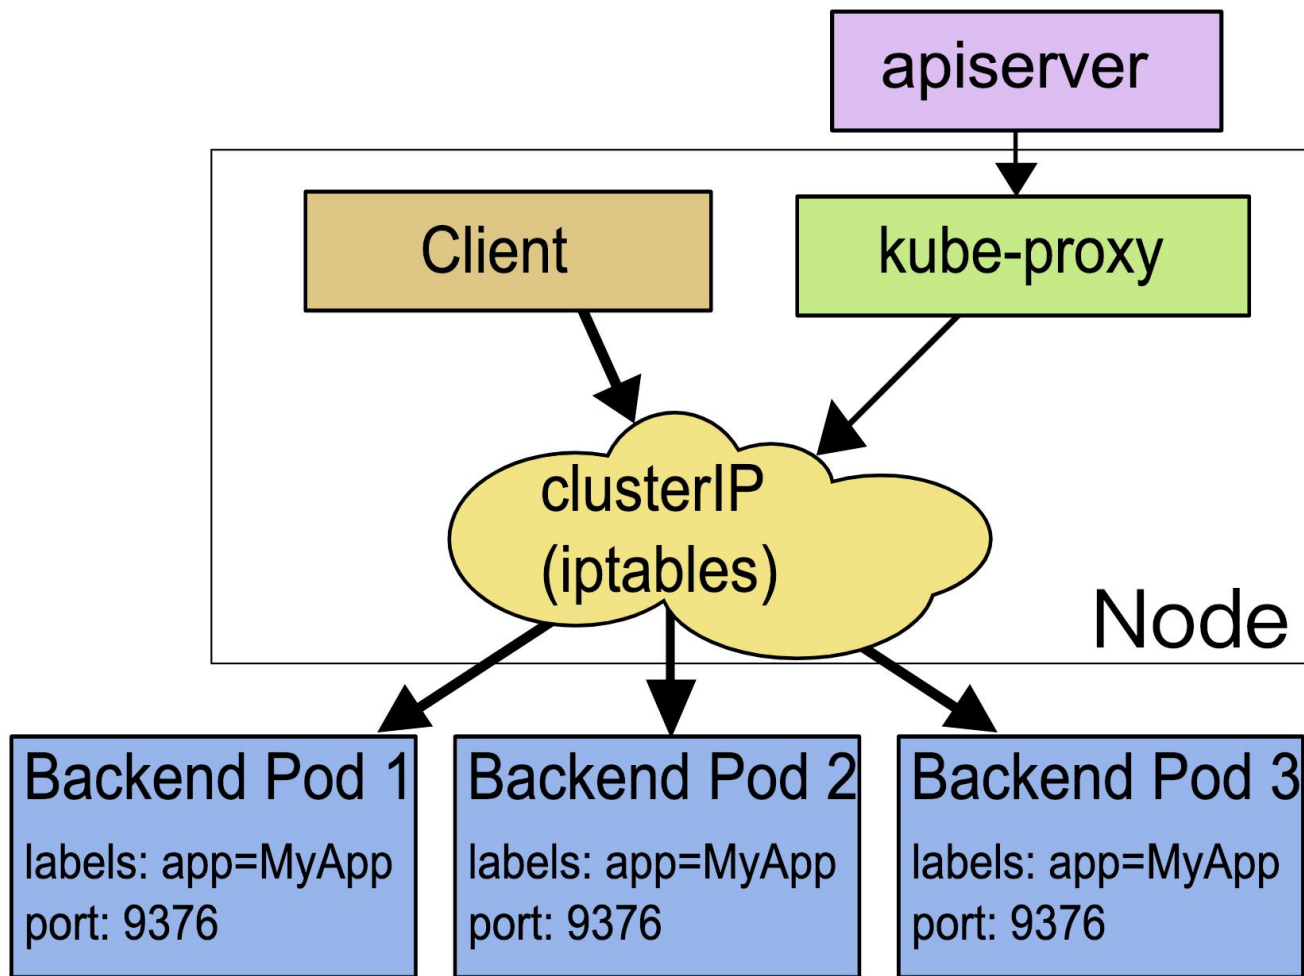 apiserver
Client
kube-proxy
clusterIP
(iptables)
Node
Backend Pod 1
labels: app=MyApp
port: 9376
Backend Pod 2
labels: app=MyApp
port: 9376
Backend Pod 3
labels: app=MyApp
port: 9376